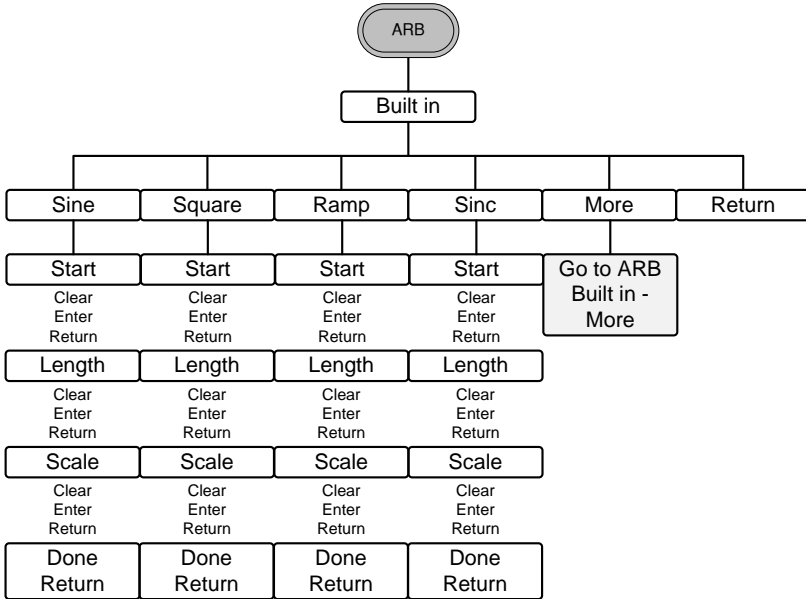 ARB
Built in
Sine Square Ramp Sinc More Return
Start Start Start Start Go to ARB
Built in -
More
Clear Clear Clear Clear
Enter Enter Enter Enter
Return Return Return Return
Length Length Length Length
Clear Clear Clear Clear
Enter Enter Enter Enter
Return Return Return Return
Scale Scale Scale Scale
Clear Clear Clear Clear
Enter Enter Enter Enter
Return Return Return Return
Done Done Done Done
Return Return Return Return